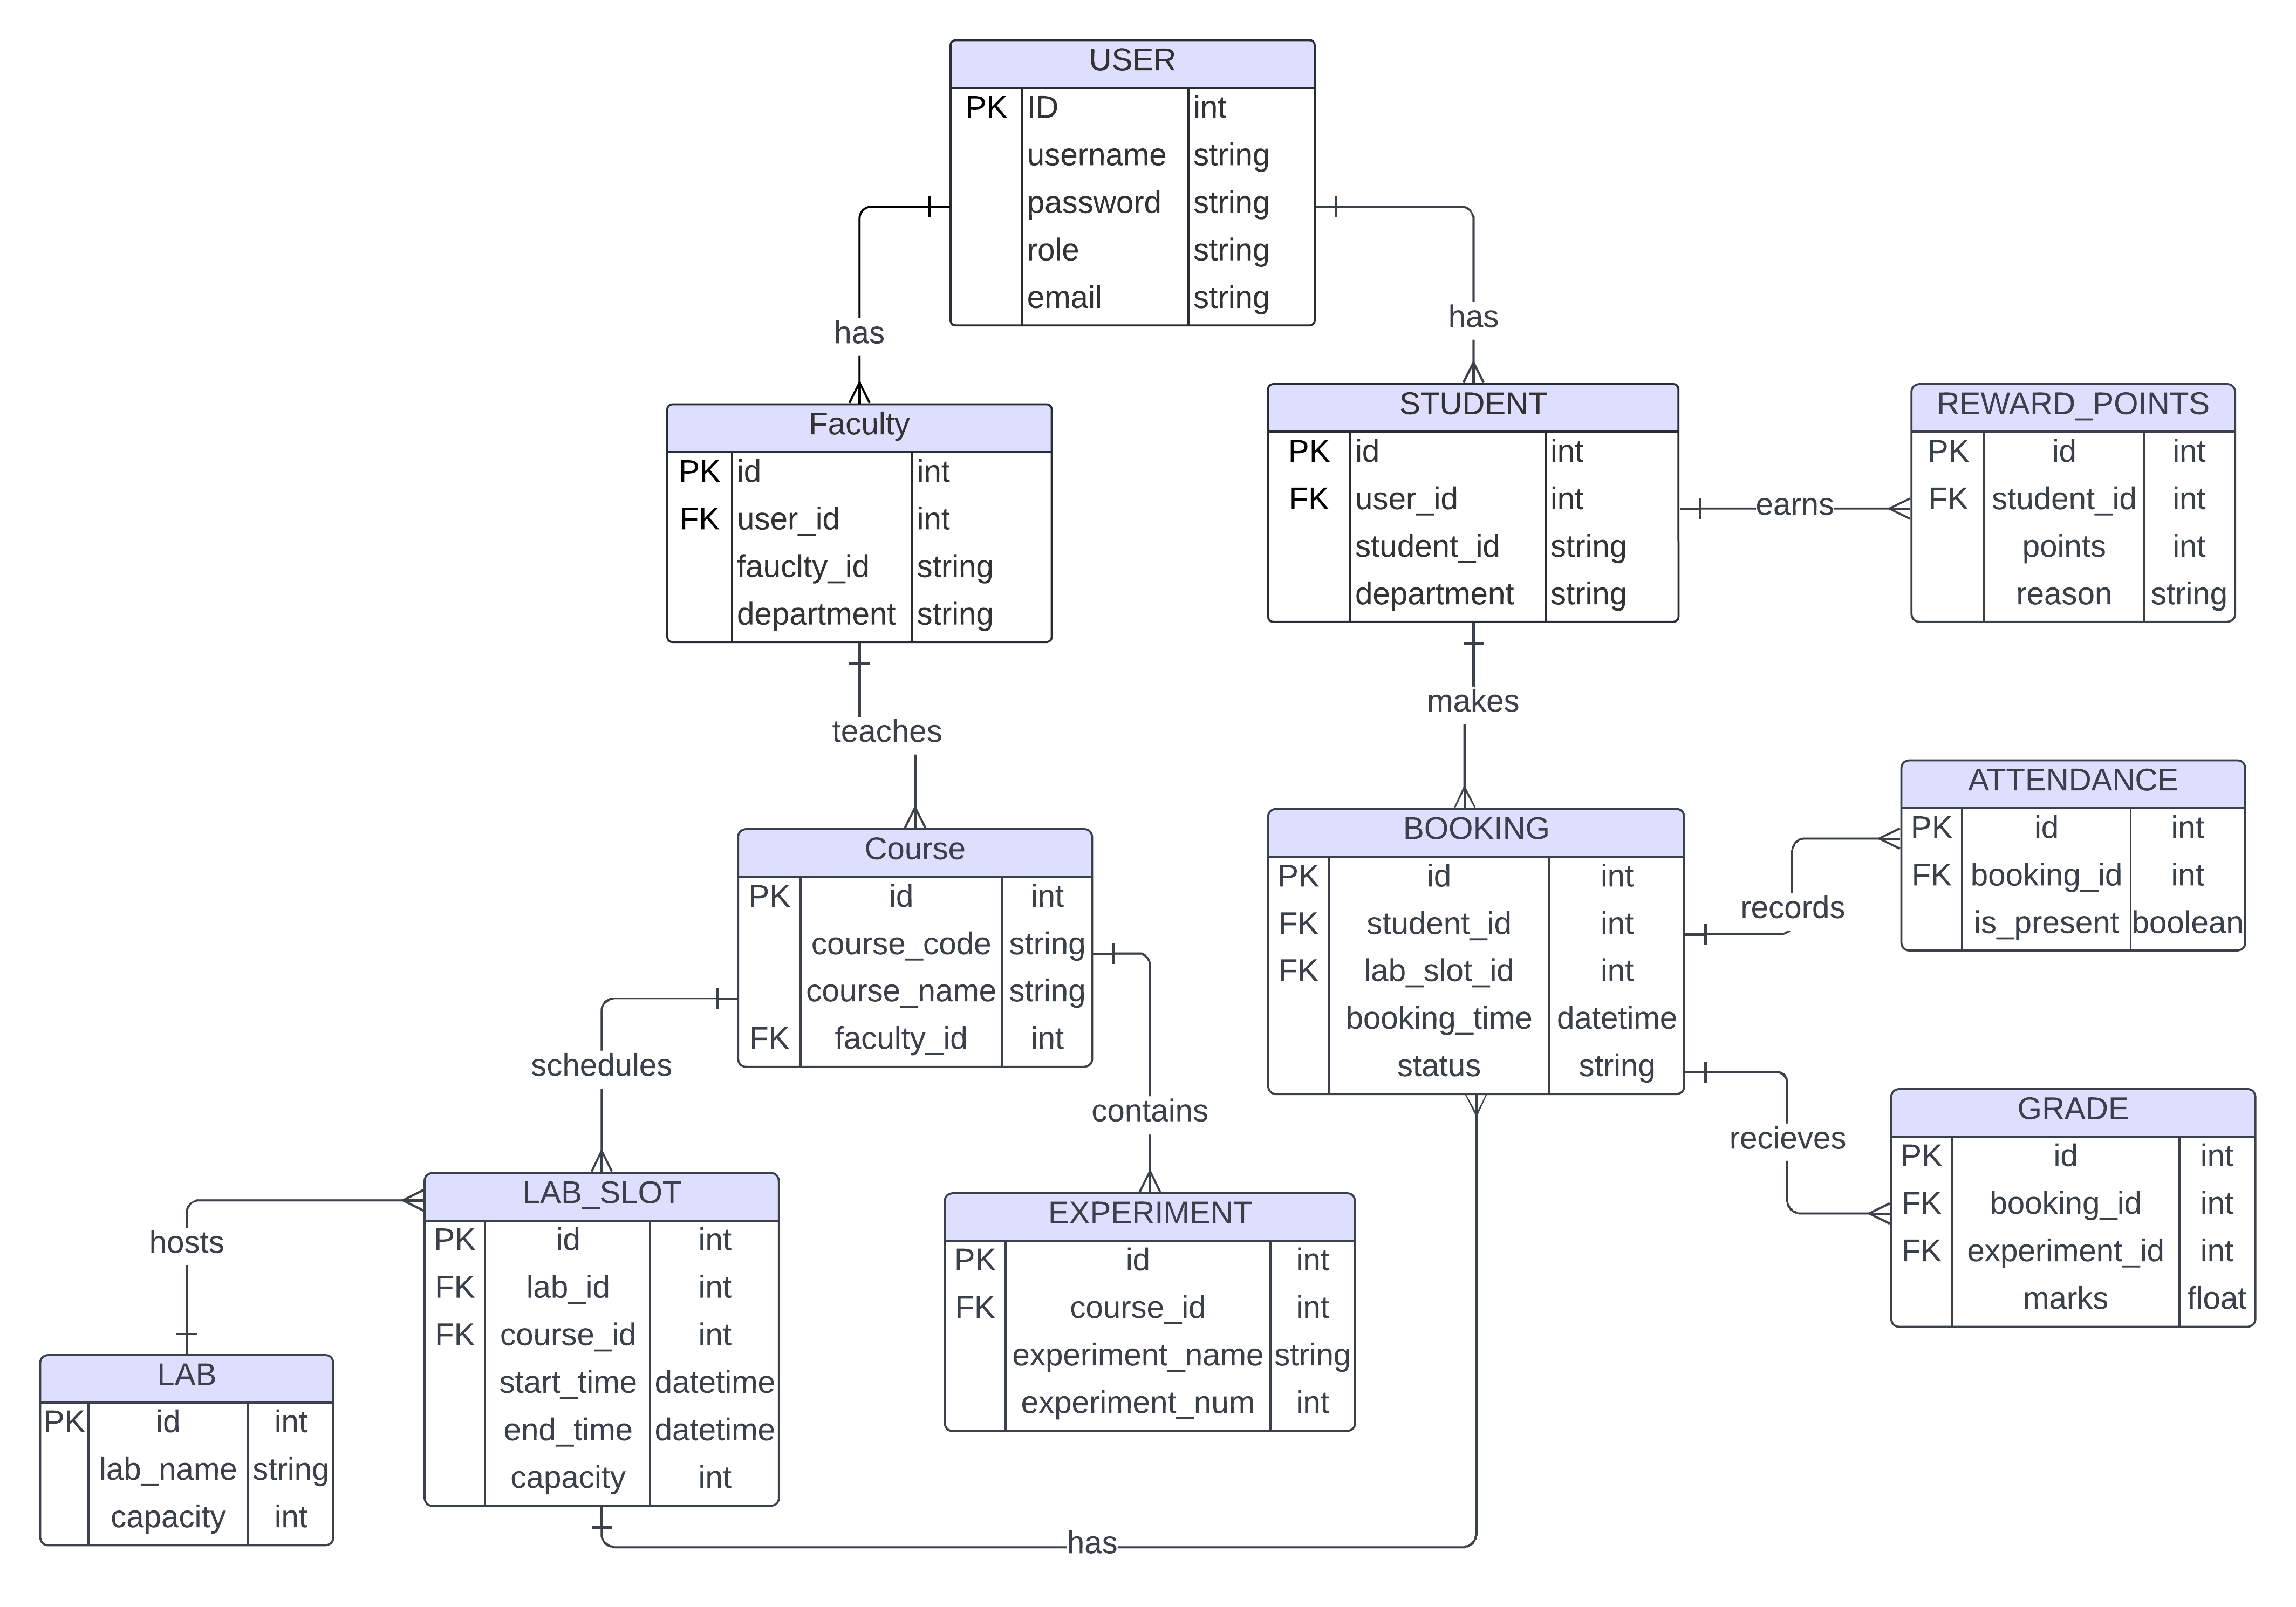 USER
PK ID int
username string
password string
role string
email string
has
has
Faculty
PK id int
FK user_id int
fauclty_id string
department string
STUDENT
PK id int
FK user_id int
student_id string
department string
earns
REWARD_POINTS
PK id int
FK student_id int
points int
reason string
teaches
makes
Course
PK id int
course_code string
course_name string
FK faculty_id int
BOOKING
PK id int
FK student_id int
FK lab_slot_id int
booking_time datetime
status string
records
ATTENDANCE
PK id int
FK booking_id int
is_present boolean
schedules
contains
recieves
GRADE
PK id int
FK booking_id int
FK experiment_id int
marks float
hosts
LAB_SLOT
PK id int
FK lab_id int
FK course_id int
start_time datetime
end_time datetime
capacity int
EXPERIMENT
PK id int
FK course_id int
experiment_name string
experiment_num int
LAB
PK id int
lab_name string
capacity int
has